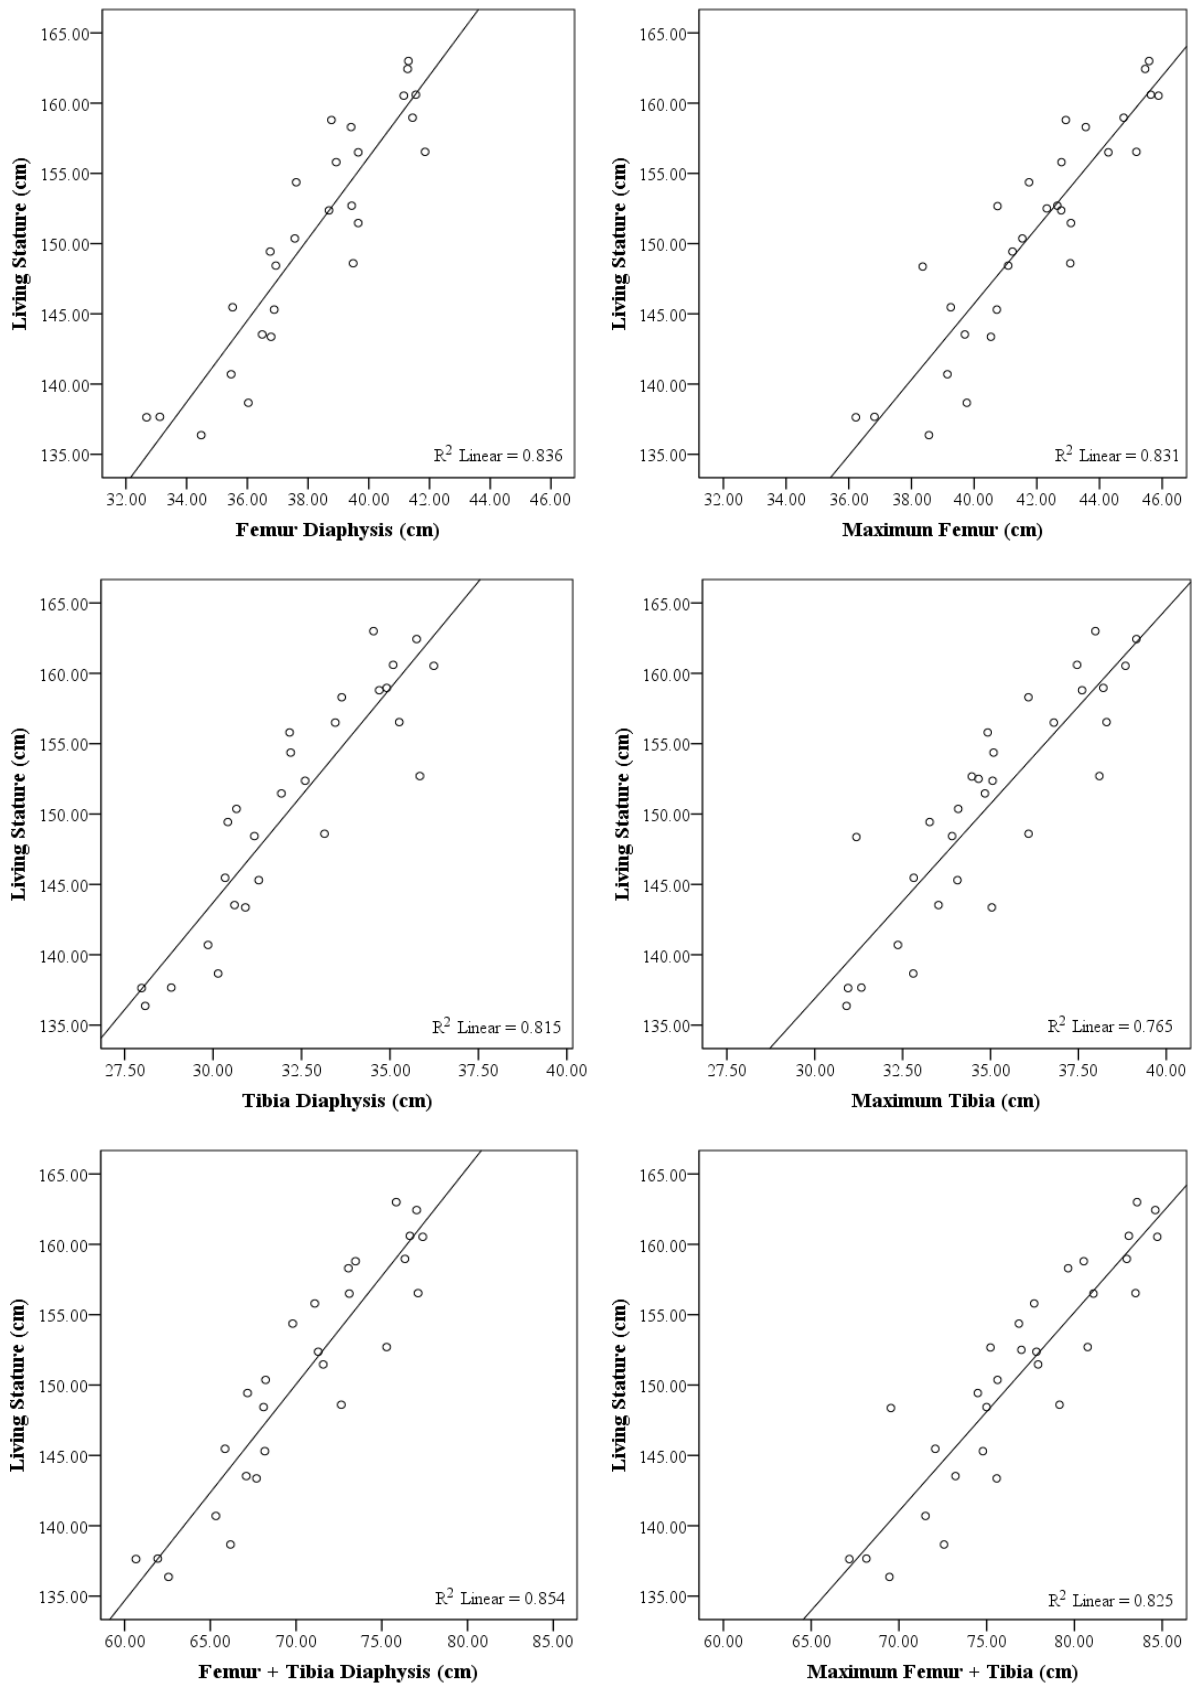 165.00
160.00
155.00
150.00
145.00
140.00
135.00
Living Stature (cm)
R² Linear = 0.836
32.00 34.00 36.00 38.00 40.00 42.00 44.00 46.00
Femur Diaphysis (cm)
165.00
160.00
155.00
150.00
145.00
140.00
135.00
Living Stature (cm)
R² Linear = 0.831
32.00 34.00 36.00 38.00 40.00 42.00 44.00 46.00
Maximum Femur (cm)
165.00
160.00
155.00
150.00
145.00
140.00
135.00
Living Stature (cm)
R² Linear = 0.815
27.50 30.00 32.50 35.00 37.50 40.00
Tibia Diaphysis (cm)
165.00
160.00
155.00
150.00
145.00
140.00
135.00
Living Stature (cm)
R² Linear = 0.765
27.50 30.00 32.50 35.00 37.50 40.00
Maximum Tibia (cm)
165.00
160.00
155.00
150.00
145.00
140.00
135.00
Living Stature (cm)
R² Linear = 0.854
60.00 65.00 70.00 75.00 80.00 85.00
Femur + Tibia Diaphysis (cm)
165.00
160.00
155.00
150.00
145.00
140.00
135.00
Living Stature (cm)
R² Linear = 0.825
60.00 65.00 70.00 75.00 80.00 85.00
Maximum Femur + Tibia (cm)